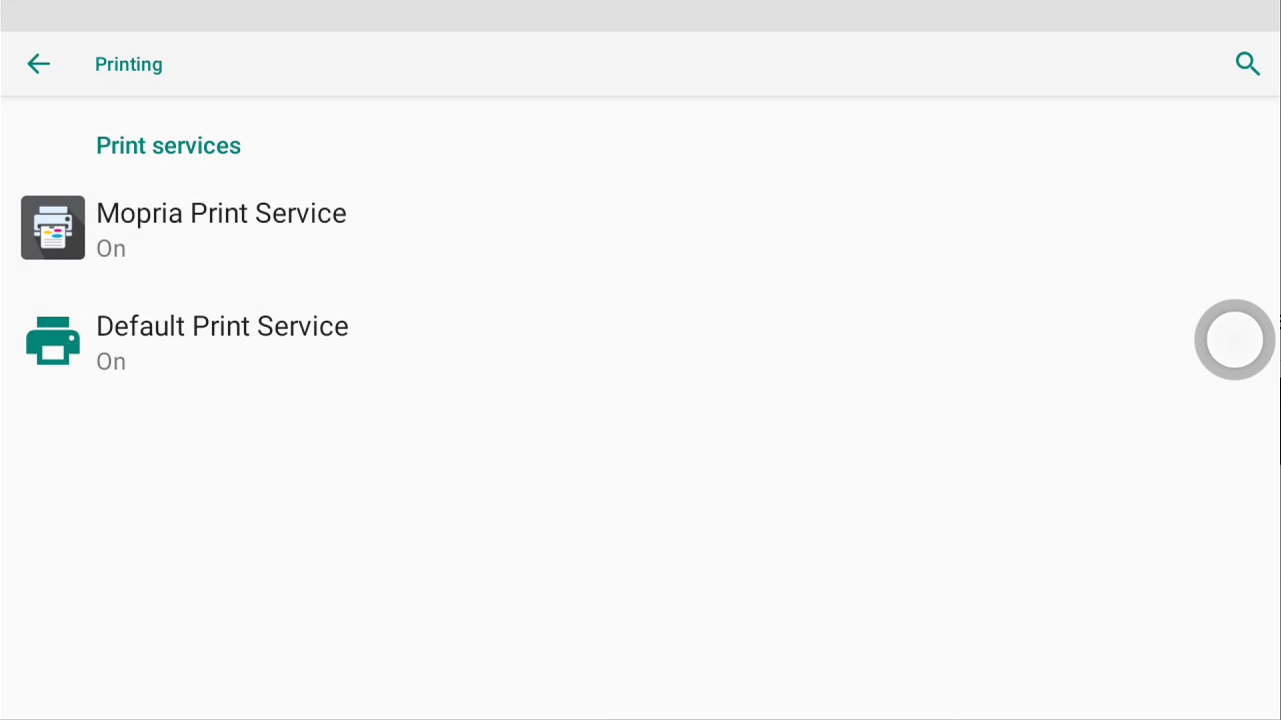 Printing
Print services
Mopria Print Service
On
Default Print Service
On